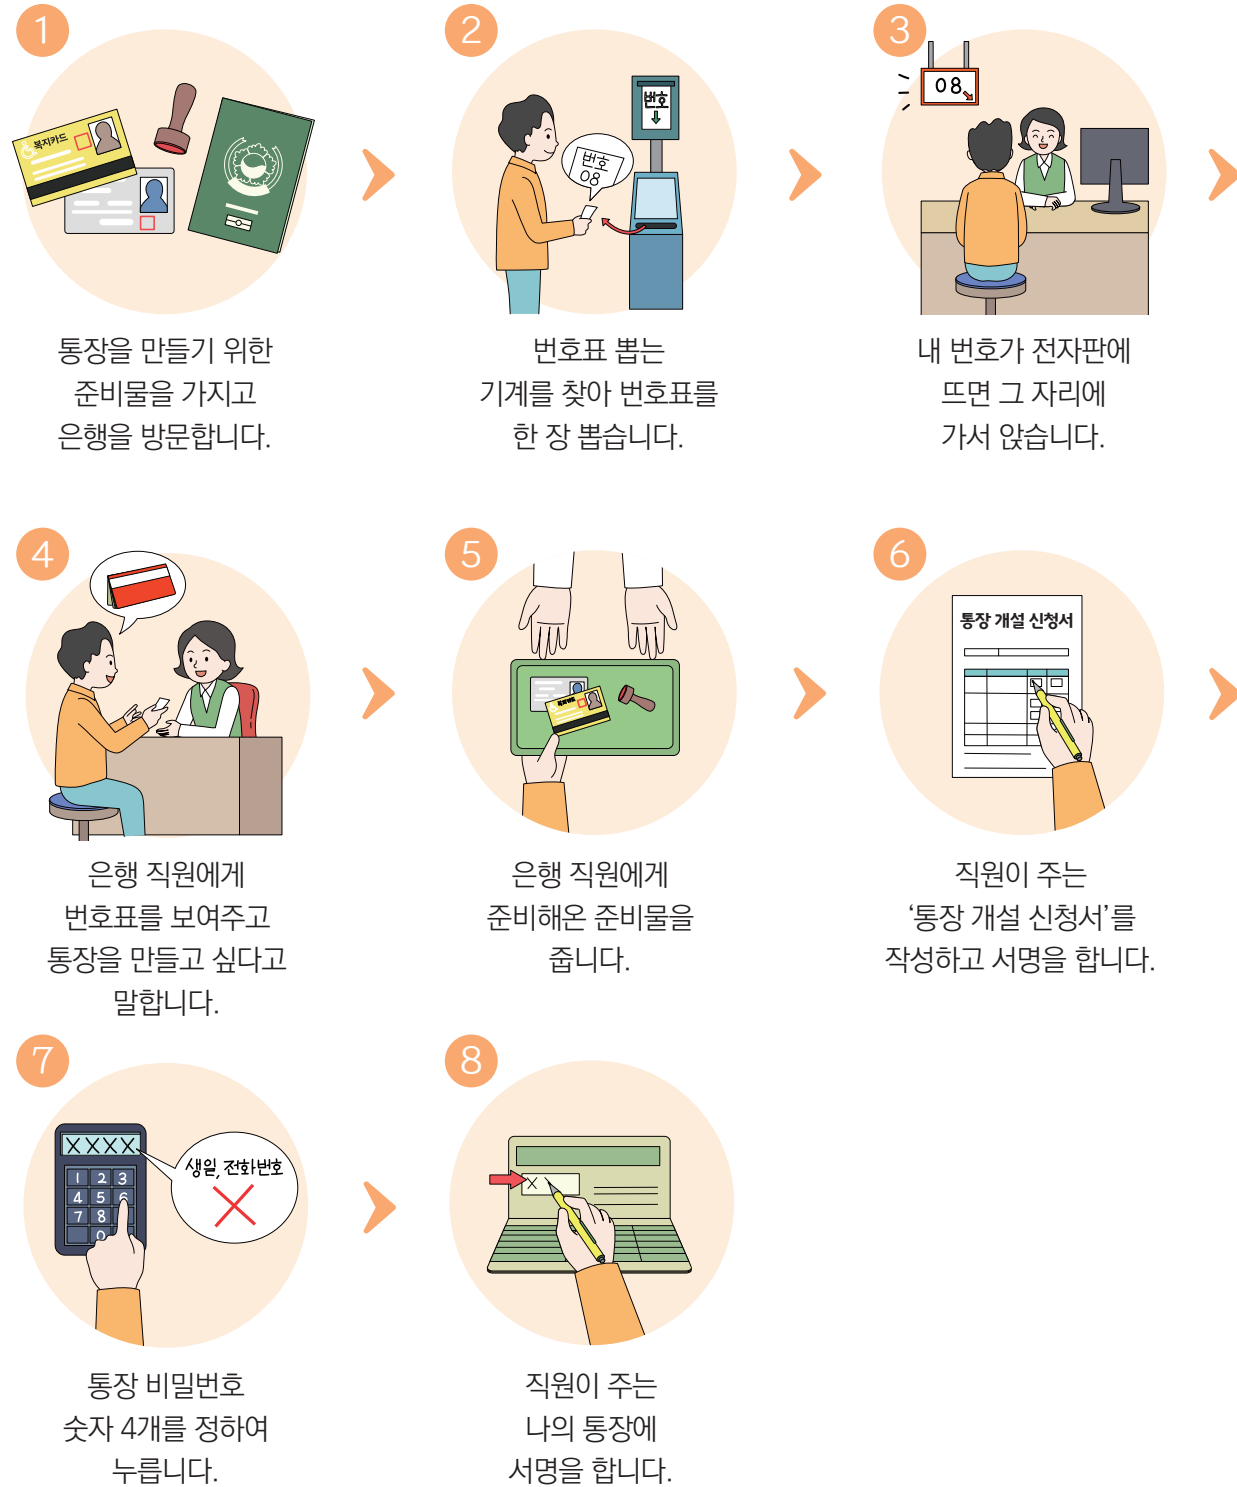 1
복지카드
통장을 만들기 위한
준비물을 가지고
은행을 방문합니다.
2
번호
번호
08
번호표 뽑는
기계를 찾아 번호표를
한 장 뽑습니다.
3
08
내 번호가 전자판에
뜨면 그 자리에
가서 앉습니다.
4
은행 직원에게
번호표를 보여주고
통장을 만들고 싶다고
말합니다.
5
복지카드
은행 직원에게
준비해온 준비물을
줍니다.
6
통장 개설 신청서
직원이 주는
‘통장 개설 신청서’를
작성하고 서명을 합니다.
7
XXXX
1 2 3
4 5 6
7 8
0
생일, 전화번호
통장 비밀번호
숫자 4개를 정하여
누릅니다.
8
X
직원이 주는
나의 통장에
서명을 합니다.